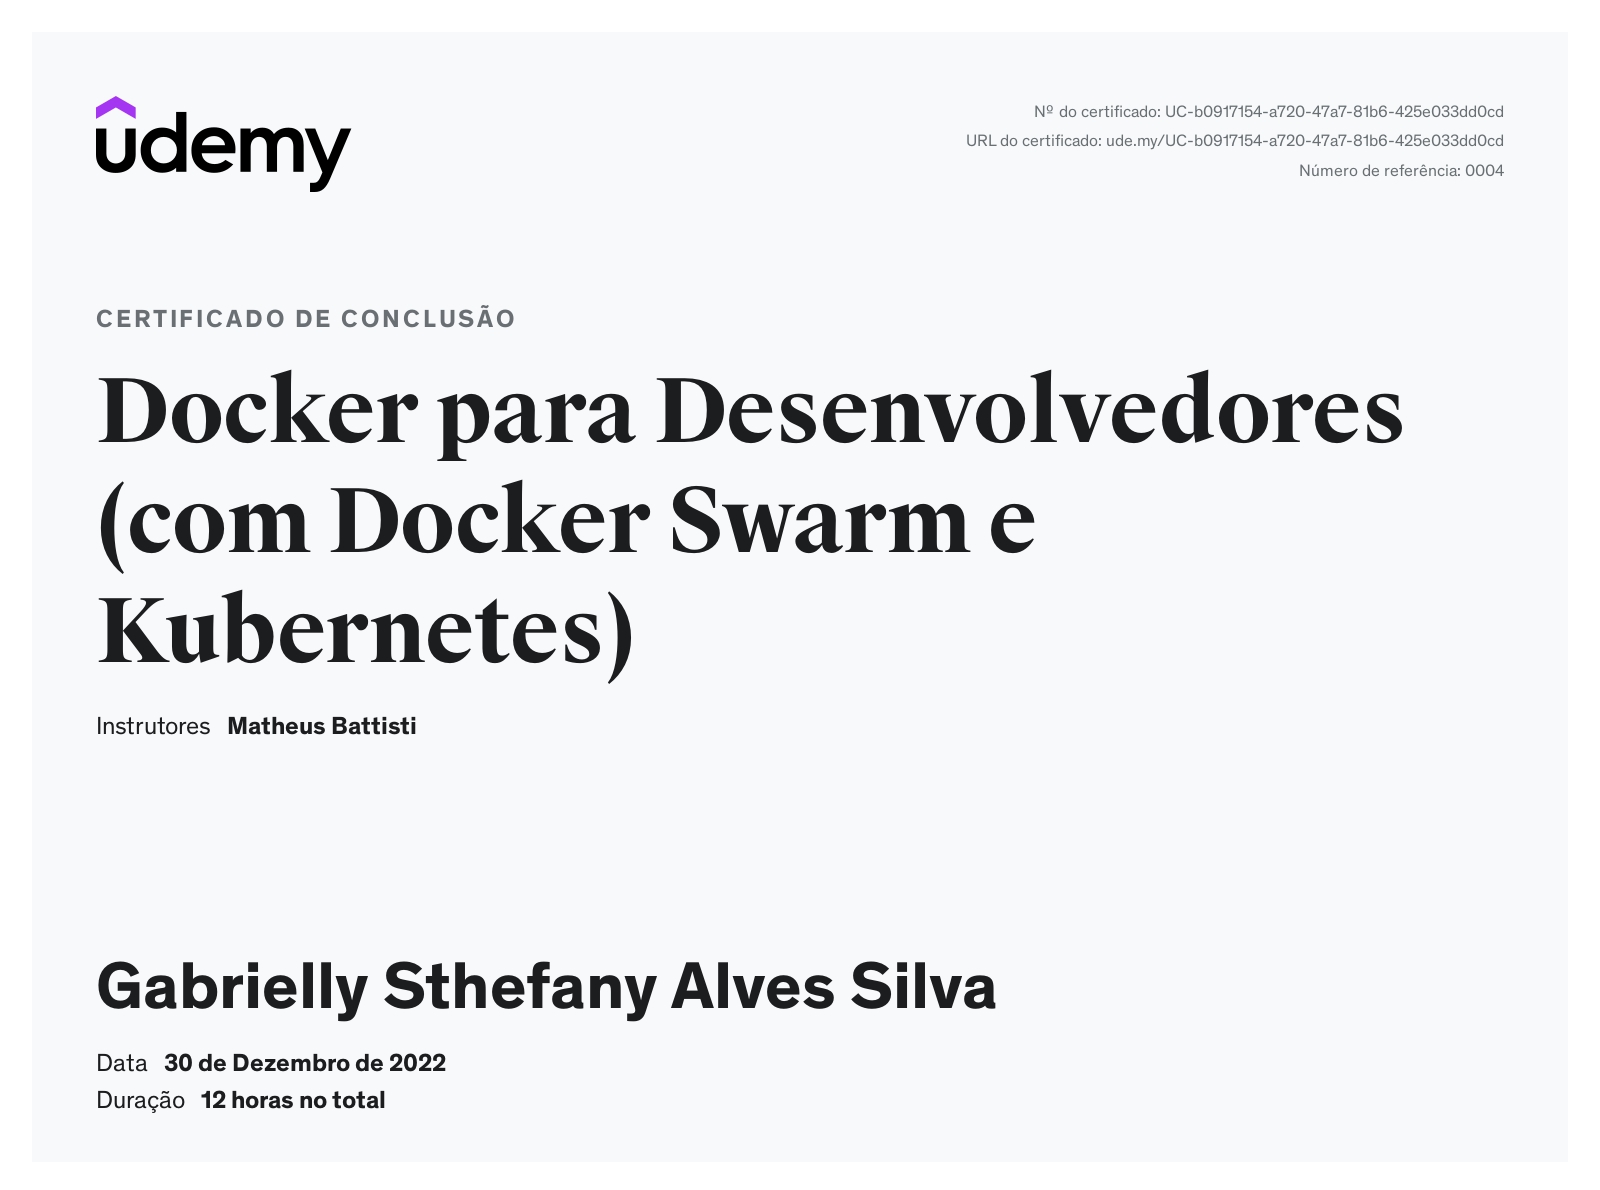 udemy
Nº do certificado: UC-b0917154-a720-47a7-81b6-425e033dd0cd
URL do certificado: ude.my/UC-b0917154-a720-47a7-81b6-425e033dd0cd
Número de referência: 0004
CERTIFICADO DE CONCLUSÃO
Docker para Desenvolvedores
(com Docker Swarm e
Kubernetes)
Instrutores Matheus Battisti
Gabrielly Sthefany Alves Silva
Data 30 de Dezembro de 2022
Duração 12 horas no total